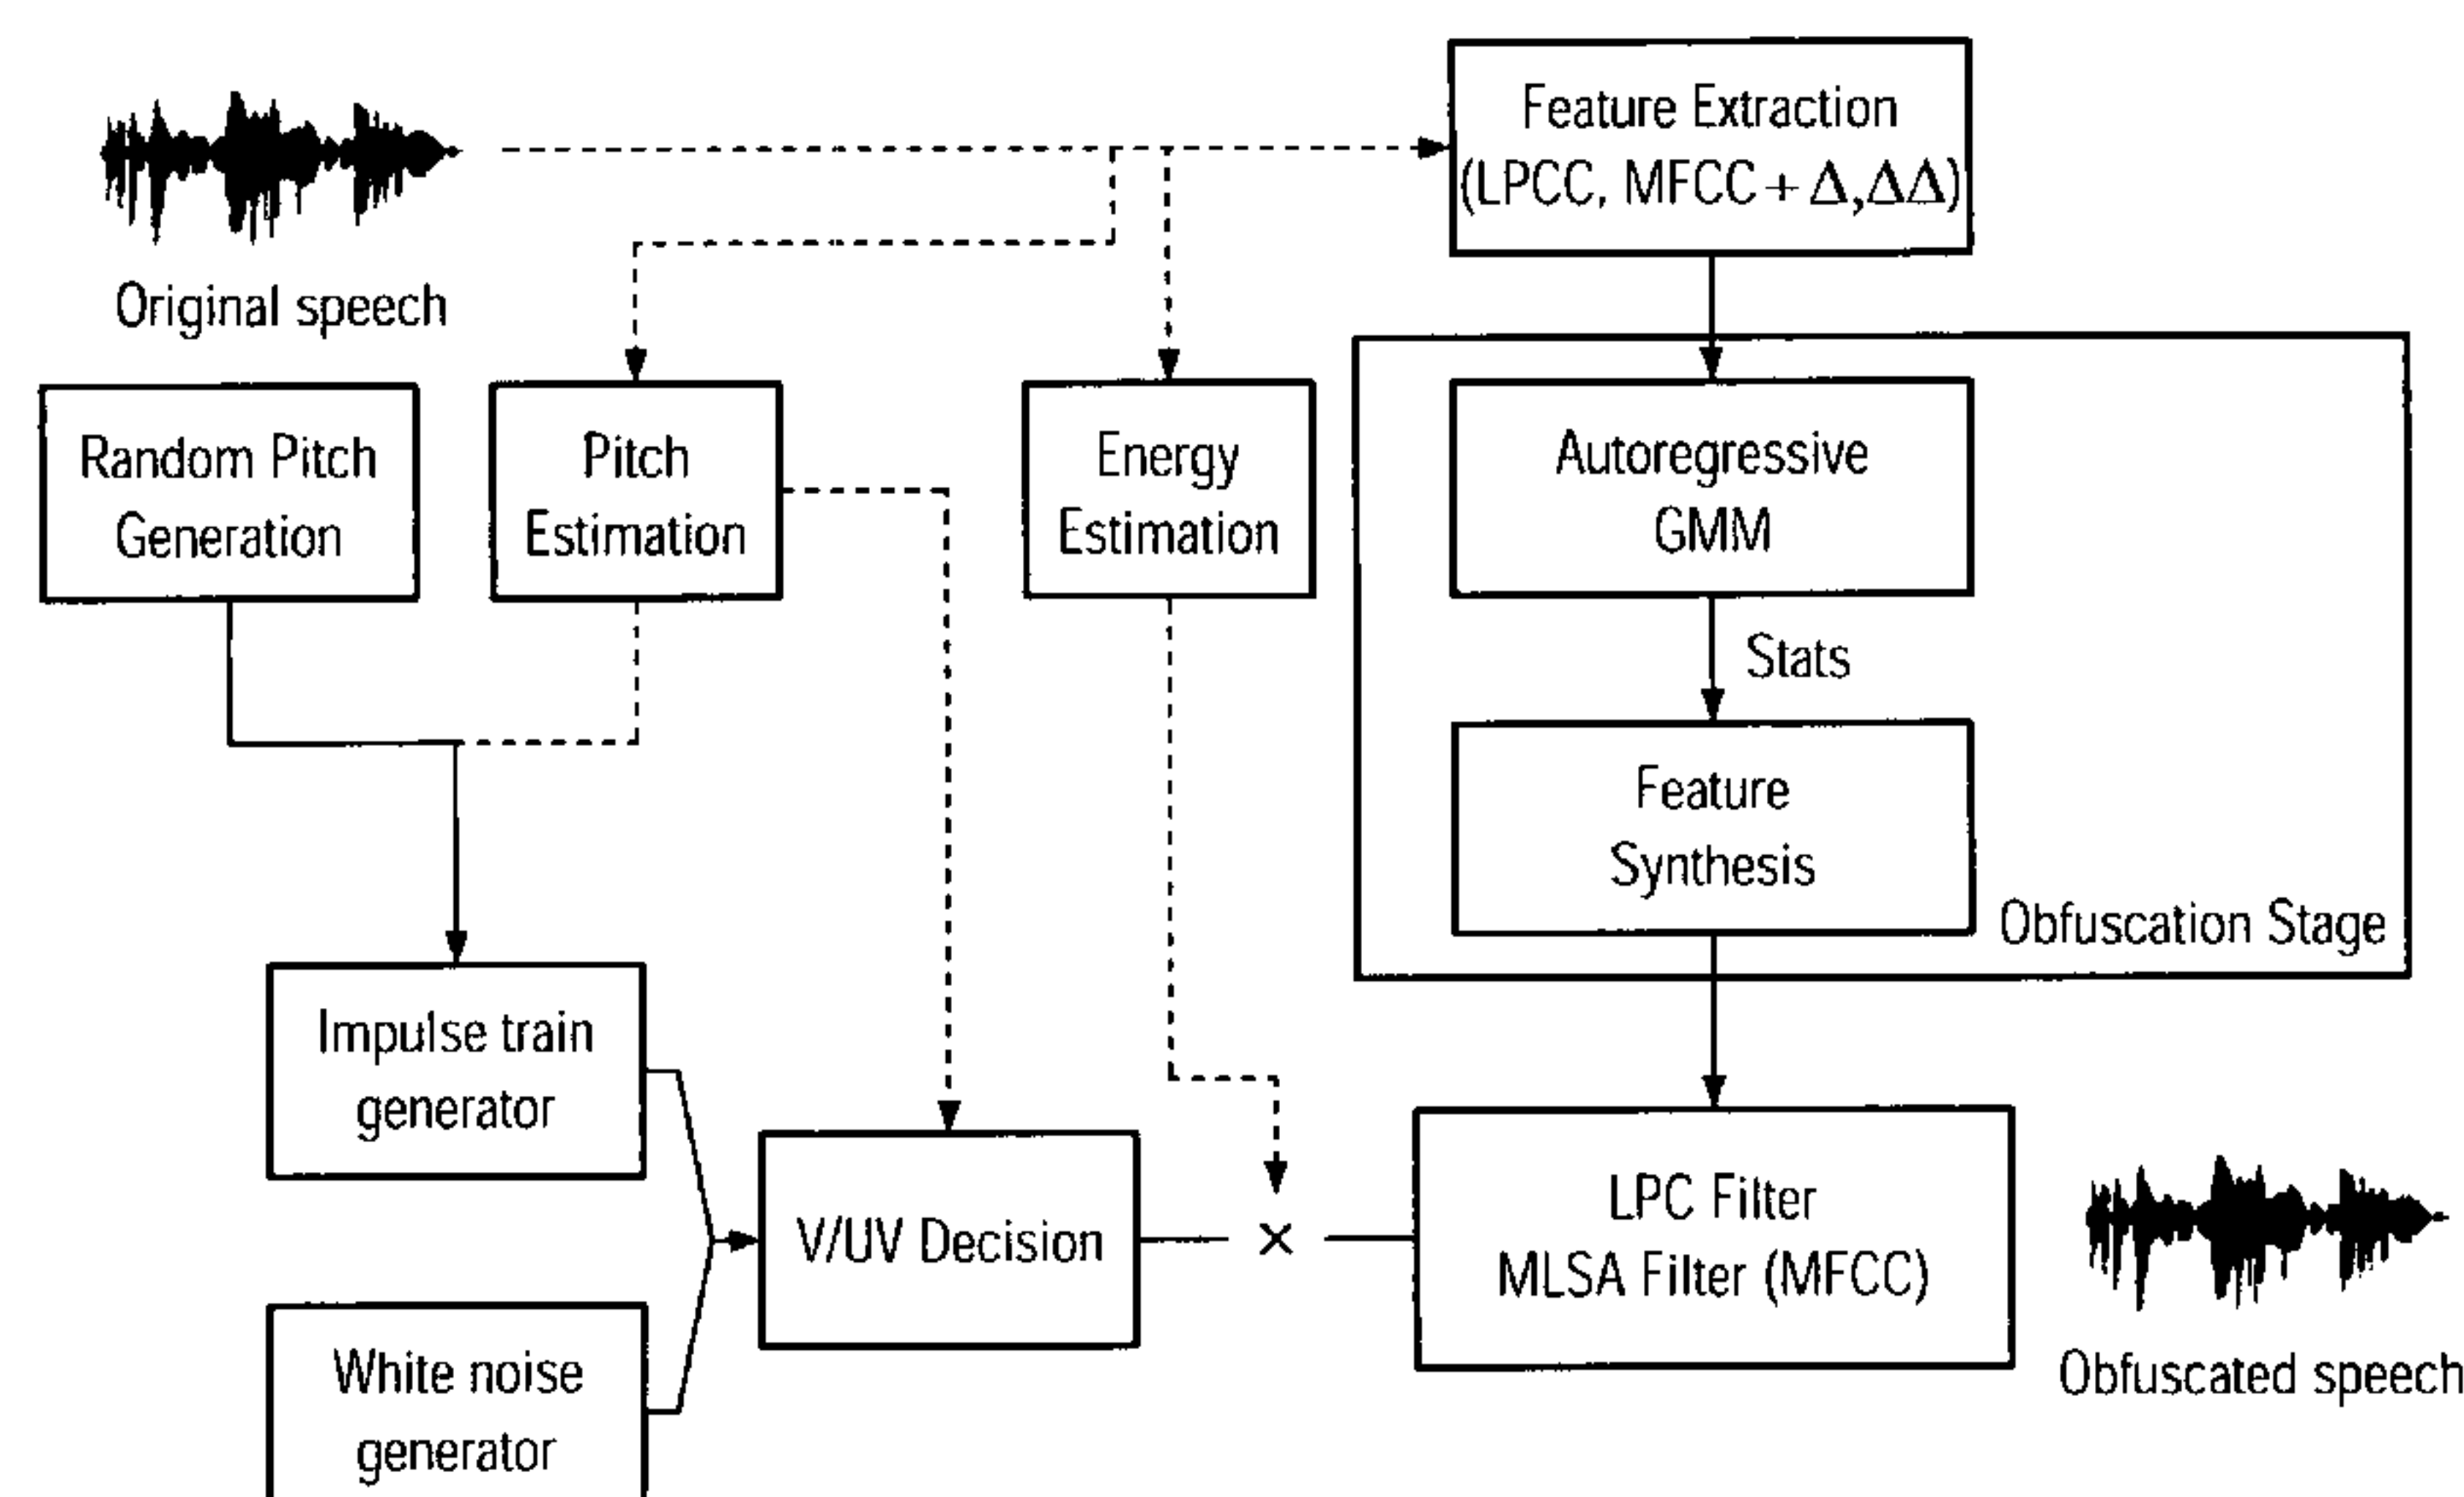 Feature Extraction
(LPCC, MFCC + Δ,ΔΔ)
Original speech
Random Pitch
Generation
Pitch
Estimation
Energy
Estimation
Autoregressive
GMM
Stats
Feature
Synthesis
Obfuscation Stage
Impulse train
generator
White noise
generator
V/UV Decision
×
LPC Filter
MLSA Filter (MFCC)
Obfuscated speech